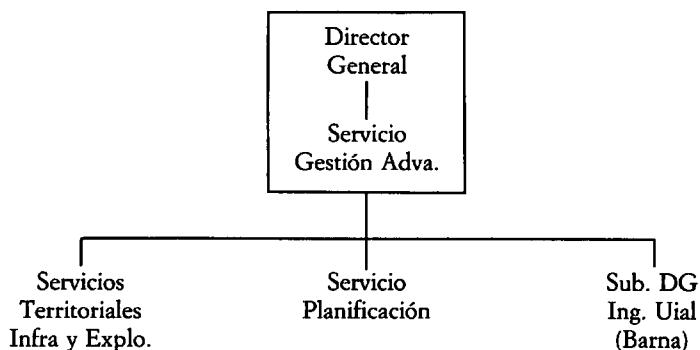 Director
General
Servicio
Gestión Adva.
Servicios
Territoriales
Infra y Explo.
Servicio
Planificación
Sub. DG
Ing. Uial
(Barna)